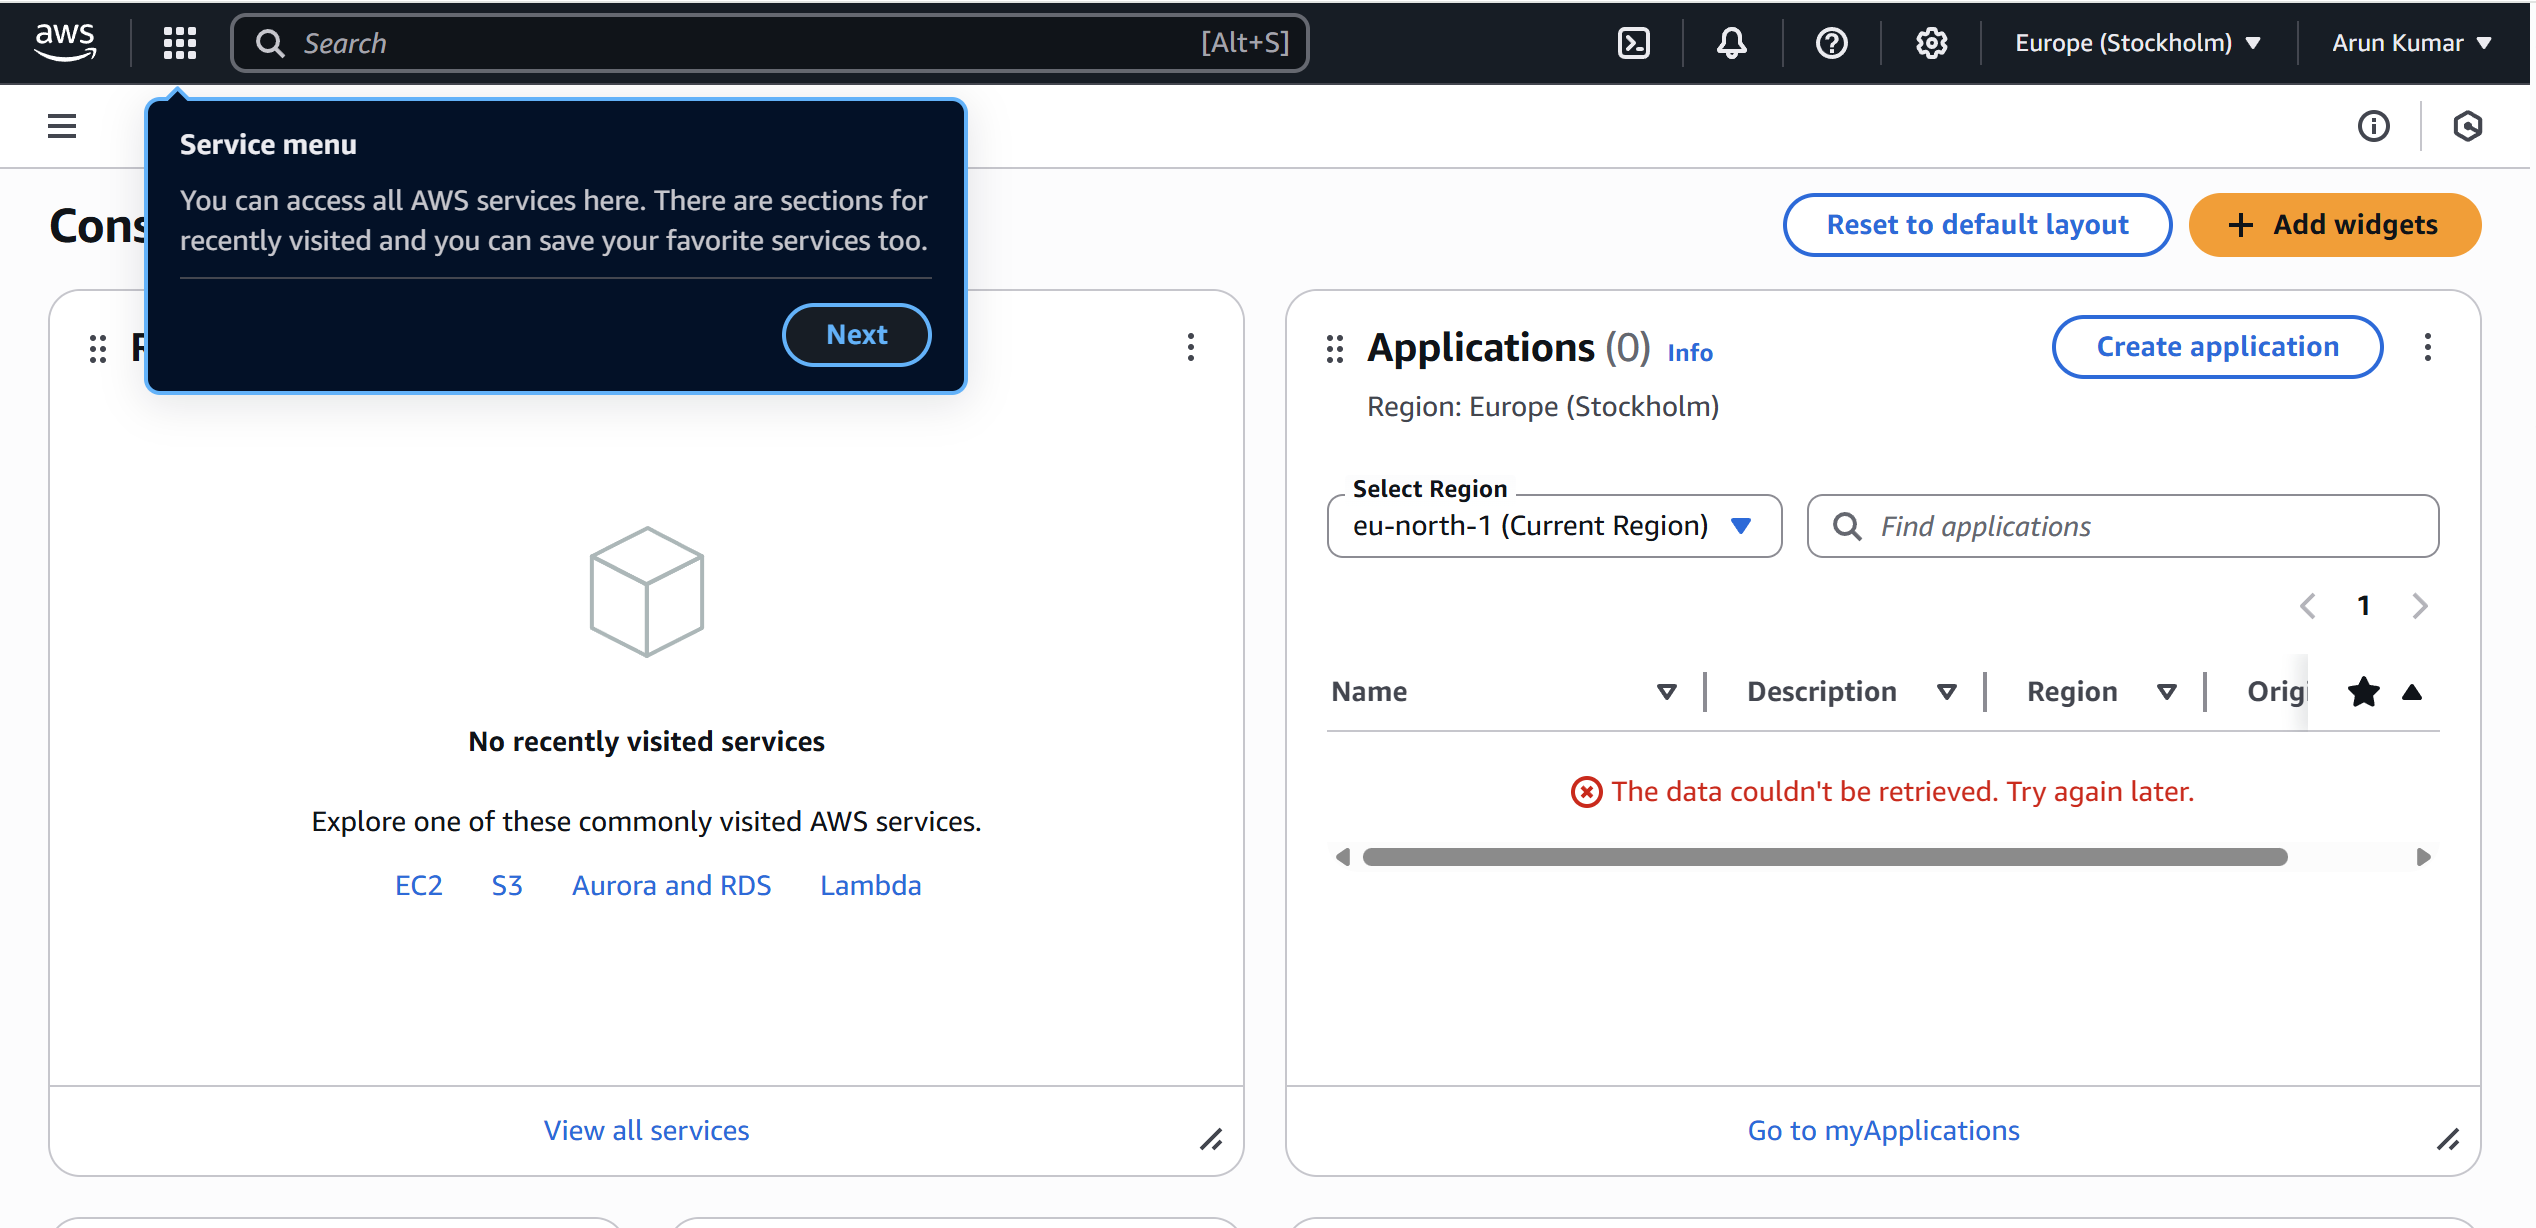 aws
Search [Alt+S]
Europe (Stockholm)
Arun Kumar
Service menu
You can access all AWS services here. There are sections for
recently visited and you can save your favorite services too.
Next
Reset to default layout
+ Add widgets
No recently visited services
Explore one of these commonly visited AWS services.
EC2 S3 Aurora and RDS Lambda
View all services
Applications (0) Info
Create application
Region: Europe (Stockholm)
Select Region
eu-north-1 (Current Region)
Find applications
1
Name Description Region
The data couldn't be retrieved. Try again later.
Go to myApplications